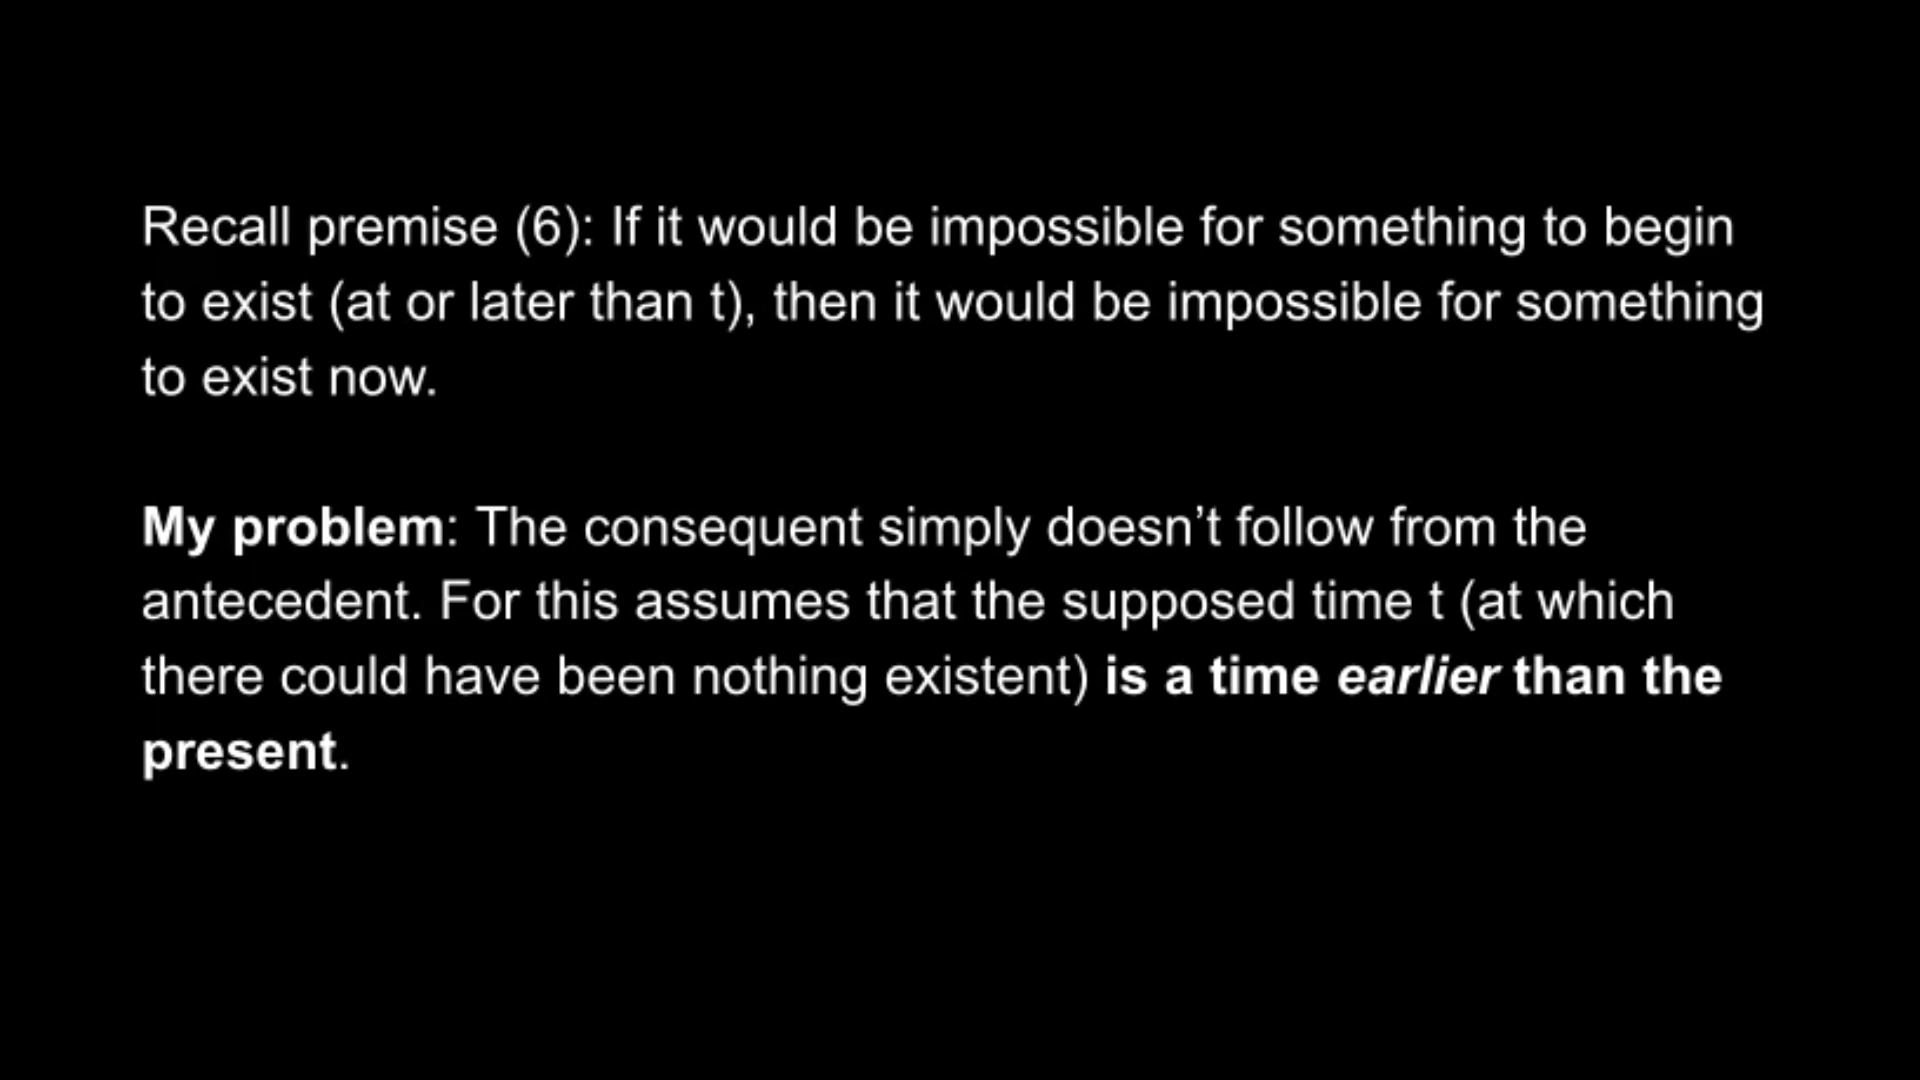 Recall premise (6): If it would be impossible for something to begin
to exist (at or later than t), then it would be impossible for something
to exist now.
My problem: The consequent simply doesn’t follow from the
antecedent. For this assumes that the supposed time t (at which
there could have been nothing existent) is a time earlier than the
present.